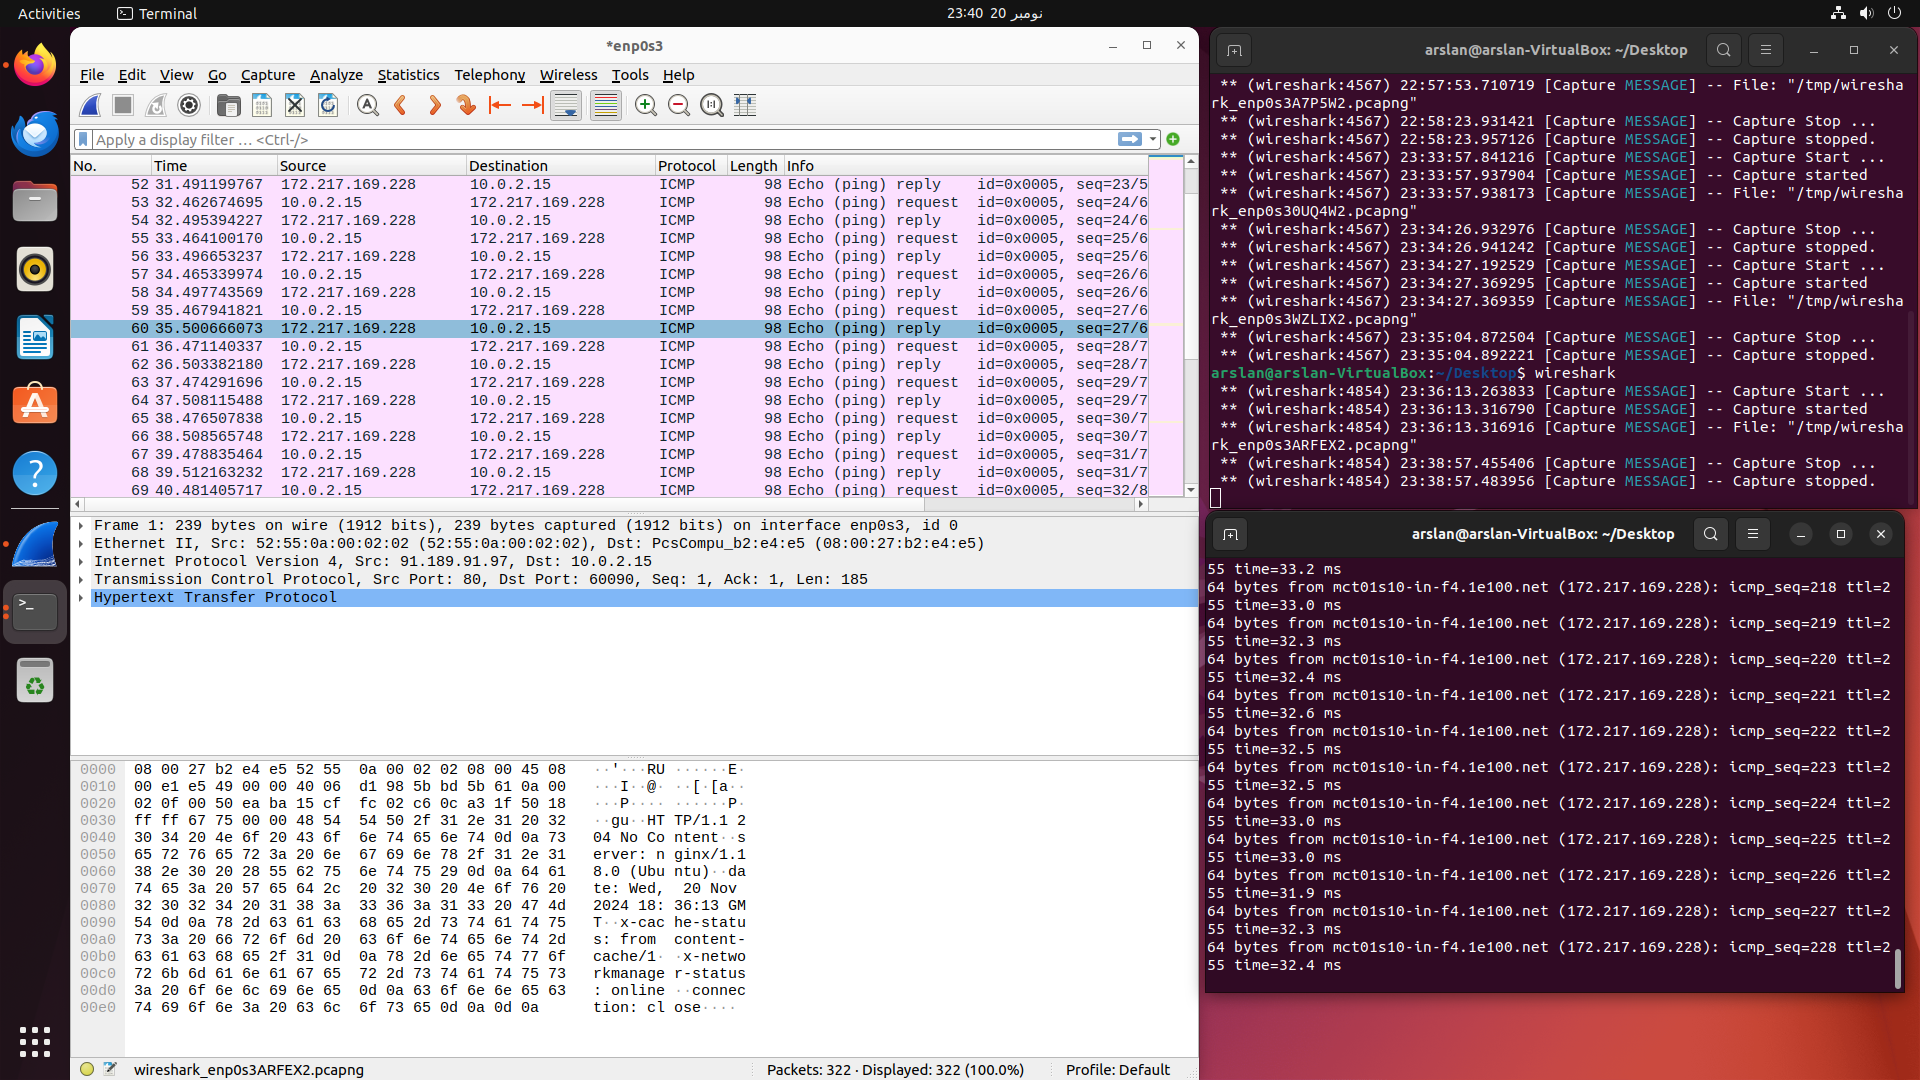 Activities
Terminal
23:40 20 نومبر
*enp0s3
File Edit View Go Capture Analyze Statistics Telephony Wireless Tools Help
Apply a display filter … <Ctrl-/>
No. Time Source Destination Protocol Length Info
52 31.491199767 172.217.169.228 10.0.2.15 ICMP 98 Echo (ping) reply id=0x0005, seq=23/5
53 32.462674695 10.0.2.15 172.217.169.228 ICMP 98 Echo (ping) request id=0x0005, seq=24/6
54 32.495394227 172.217.169.228 10.0.2.15 ICMP 98 Echo (ping) reply id=0x0005, seq=24/6
55 33.464100170 10.0.2.15 172.217.169.228 ICMP 98 Echo (ping) request id=0x0005, seq=25/6
56 33.496653237 172.217.169.228 10.0.2.15 ICMP 98 Echo (ping) reply id=0x0005, seq=25/6
57 34.465339974 10.0.2.15 172.217.169.228 ICMP 98 Echo (ping) request id=0x0005, seq=26/6
58 34.497743569 172.217.169.228 10.0.2.15 ICMP 98 Echo (ping) reply id=0x0005, seq=26/6
59 35.467941821 10.0.2.15 172.217.169.228 ICMP 98 Echo (ping) request id=0x0005, seq=27/6
60 35.500666073 172.217.169.228 10.0.2.15 ICMP 98 Echo (ping) reply id=0x0005, seq=27/6
61 36.471140337 10.0.2.15 172.217.169.228 ICMP 98 Echo (ping) request id=0x0005, seq=28/7
62 36.503382180 172.217.169.228 10.0.2.15 ICMP 98 Echo (ping) reply id=0x0005, seq=28/7
63 37.474291696 10.0.2.15 172.217.169.228 ICMP 98 Echo (ping) request id=0x0005, seq=29/7
64 37.508115488 172.217.169.228 10.0.2.15 ICMP 98 Echo (ping) reply id=0x0005, seq=29/7
65 38.476507838 10.0.2.15 172.217.169.228 ICMP 98 Echo (ping) request id=0x0005, seq=30/7
66 38.508565748 172.217.169.228 10.0.2.15 ICMP 98 Echo (ping) reply id=0x0005, seq=30/7
67 39.478835464 10.0.2.15 172.217.169.228 ICMP 98 Echo (ping) request id=0x0005, seq=31/7
68 39.512163232 172.217.169.228 10.0.2.15 ICMP 98 Echo (ping) reply id=0x0005, seq=31/7
69 40.481405717 10.0.2.15 172.217.169.228 ICMP 98 Echo (ping) request id=0x0005, seq=32/8
Frame 1: 239 bytes on wire (1912 bits), 239 bytes captured (1912 bits) on interface enp0s3, id 0
Ethernet II, Src: 52:55:0a:00:02:02 (52:55:0a:00:02:02), Dst: PcsCompu_b2:e4:e5 (08:00:27:b2:e4:e5)
Internet Protocol Version 4, Src: 91.189.91.97, Dst: 10.0.2.15
Transmission Control Protocol, Src Port: 80, Dst Port: 60090, Seq: 1, Ack: 1, Len: 185
Hypertext Transfer Protocol
0000 08 00 27 b2 e4 e5 52 55 0a 00 02 02 08 00 45 08 ··'···RU ······E·
0010 00 e1 e5 49 00 00 40 06 d1 98 5b bd 5b 61 0a 00 ···I··@· ··[·[a··
0020 02 0f 00 50 ea ba 15 cf fc 02 c6 0c a3 1f 50 18 ···P···· ······P·
0030 ff ff 67 75 00 00 48 54 54 50 2f 31 2e 31 20 32 ··gu··HT TP/1.1 2
0040 30 34 20 4e 6f 20 43 6f 6e 74 65 6e 74 0d 0a 73 04 No Co ntent··s
0050 65 72 76 65 72 3a 20 6e 67 69 6e 78 2f 31 2e 31 erver: n ginx/1.1
0060 38 2e 30 20 28 55 62 75 6e 74 75 29 0d 0a 64 61 8.0 (Ubu ntu)··da
0070 74 65 3a 20 57 65 64 2c 20 32 30 20 4e 6f 76 20 te: Wed, 20 Nov
0080 32 30 32 34 20 31 38 3a 33 36 3a 31 33 20 47 4d 2024 18: 36:13 GM
0090 54 0d 0a 78 2d 63 61 63 68 65 2d 73 74 61 74 75 T··x-cac he-statu
00a0 73 3a 20 66 72 6f 6d 20 63 6f 6e 74 65 6e 74 2d s: from content-
00b0 63 61 63 68 65 2f 31 0d 0a 78 2d 6e 65 74 77 6f cache/1· ·x-netwo
00c0 72 6b 6d 61 6e 61 67 65 72 2d 73 74 61 74 75 73 rkmanage r-status
00d0 3a 20 6f 6e 6c 69 6e 65 0d 0a 63 6f 6e 6e 65 63 : online ··connec
00e0 74 69 6f 6e 3a 20 63 6c 6f 73 65 0d 0a 0d 0a tion: cl ose····
wireshark_enp0s3ARFEX2.pcapng
Packets: 322 · Displayed: 322 (100.0%)
Profile: Default
arslan@arslan-VirtualBox: ~/Desktop
** (wireshark:4567) 22:57:53.710719 [Capture MESSAGE] -- File: "/tmp/wiresha
rk_enp0s3A7P5W2.pcapng"
** (wireshark:4567) 22:58:23.931421 [Capture MESSAGE] -- Capture Stop ...
** (wireshark:4567) 22:58:23.957126 [Capture MESSAGE] -- Capture stopped.
** (wireshark:4567) 23:33:57.841216 [Capture MESSAGE] -- Capture Start ...
** (wireshark:4567) 23:33:57.937904 [Capture MESSAGE] -- Capture started
** (wireshark:4567) 23:33:57.938173 [Capture MESSAGE] -- File: "/tmp/wiresha
rk_enp0s30UQ4W2.pcapng"
** (wireshark:4567) 23:34:26.932976 [Capture MESSAGE] -- Capture Stop ...
** (wireshark:4567) 23:34:26.941242 [Capture MESSAGE] -- Capture stopped.
** (wireshark:4567) 23:34:27.192529 [Capture MESSAGE] -- Capture Start ...
** (wireshark:4567) 23:34:27.369295 [Capture MESSAGE] -- Capture started
** (wireshark:4567) 23:34:27.369359 [Capture MESSAGE] -- File: "/tmp/wiresha
rk_enp0s3WZLIX2.pcapng"
** (wireshark:4567) 23:35:04.872504 [Capture MESSAGE] -- Capture Stop ...
** (wireshark:4567) 23:35:04.892221 [Capture MESSAGE] -- Capture stopped.
arslan@arslan-VirtualBox:~/Desktop$ wireshark
** (wireshark:4854) 23:36:13.263833 [Capture MESSAGE] -- Capture Start ...
** (wireshark:4854) 23:36:13.316790 [Capture MESSAGE] -- Capture started
** (wireshark:4854) 23:36:13.316916 [Capture MESSAGE] -- File: "/tmp/wiresha
rk_enp0s3ARFEX2.pcapng"
** (wireshark:4854) 23:38:57.455406 [Capture MESSAGE] -- Capture Stop ...
** (wireshark:4854) 23:38:57.483956 [Capture MESSAGE] -- Capture stopped.
arslan@arslan-VirtualBox: ~/Desktop
55 time=33.2 ms
64 bytes from mct01s10-in-f4.1e100.net (172.217.169.228): icmp_seq=218 ttl=2
55 time=33.0 ms
64 bytes from mct01s10-in-f4.1e100.net (172.217.169.228): icmp_seq=219 ttl=2
55 time=32.3 ms
64 bytes from mct01s10-in-f4.1e100.net (172.217.169.228): icmp_seq=220 ttl=2
55 time=32.4 ms
64 bytes from mct01s10-in-f4.1e100.net (172.217.169.228): icmp_seq=221 ttl=2
55 time=32.6 ms
64 bytes from mct01s10-in-f4.1e100.net (172.217.169.228): icmp_seq=222 ttl=2
55 time=32.5 ms
64 bytes from mct01s10-in-f4.1e100.net (172.217.169.228): icmp_seq=223 ttl=2
55 time=32.5 ms
64 bytes from mct01s10-in-f4.1e100.net (172.217.169.228): icmp_seq=224 ttl=2
55 time=33.0 ms
64 bytes from mct01s10-in-f4.1e100.net (172.217.169.228): icmp_seq=225 ttl=2
55 time=33.0 ms
64 bytes from mct01s10-in-f4.1e100.net (172.217.169.228): icmp_seq=226 ttl=2
55 time=31.9 ms
64 bytes from mct01s10-in-f4.1e100.net (172.217.169.228): icmp_seq=227 ttl=2
55 time=32.3 ms
64 bytes from mct01s10-in-f4.1e100.net (172.217.169.228): icmp_seq=228 ttl=2
55 time=32.4 ms